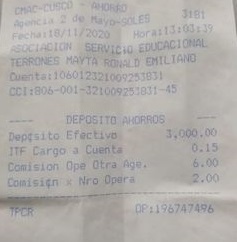 CMAC-CUSCO - AHORRO
Agencia 2 de Mayo-SOLES 3181
Fecha:18/11/2020 Hora:13:03:39
ASOCIACION SERVICIO EDUCACIONAL
TERRONES MAYTA RONALD EMILIANO
Cuenta:106012321009253831
CCI:806-001-321009253831-45
---- DEPOSITO AHORROS ----
Deposito Efectivo 3,000.00
ITF Cargo a Cuenta 0.15
Comision Ope Otra Age. 6.00
Comision x Nro Opera 2.00
TPCR OP:196747496